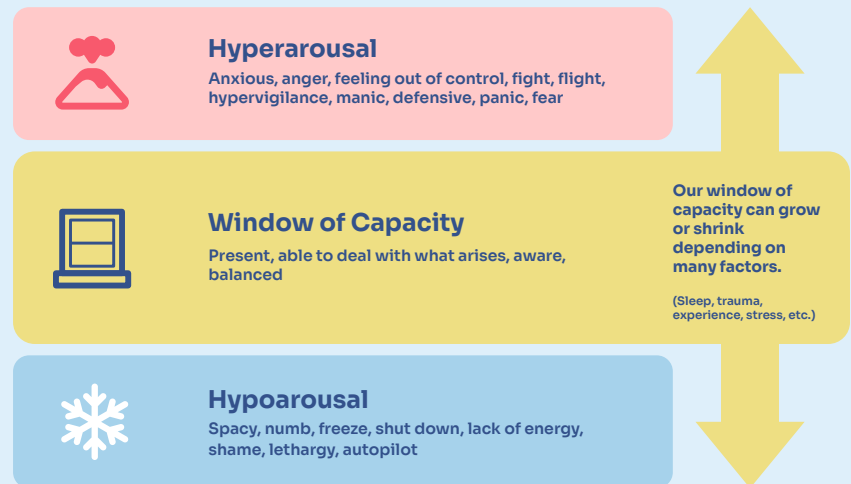 Hyperarousal
Anxious, anger, feeling out of control, fight, flight,
hypervigilance, manic, defensive, panic, fear
Window of Capacity
Present, able to deal with what arises, aware,
balanced
Our window of
capacity can grow
or shrink
depending on
many factors.
(Sleep, trauma,
experience, stress, etc.)
Hypoarousal
Spacy, numb, freeze, shut down, lack of energy,
shame, lethargy, autopilot